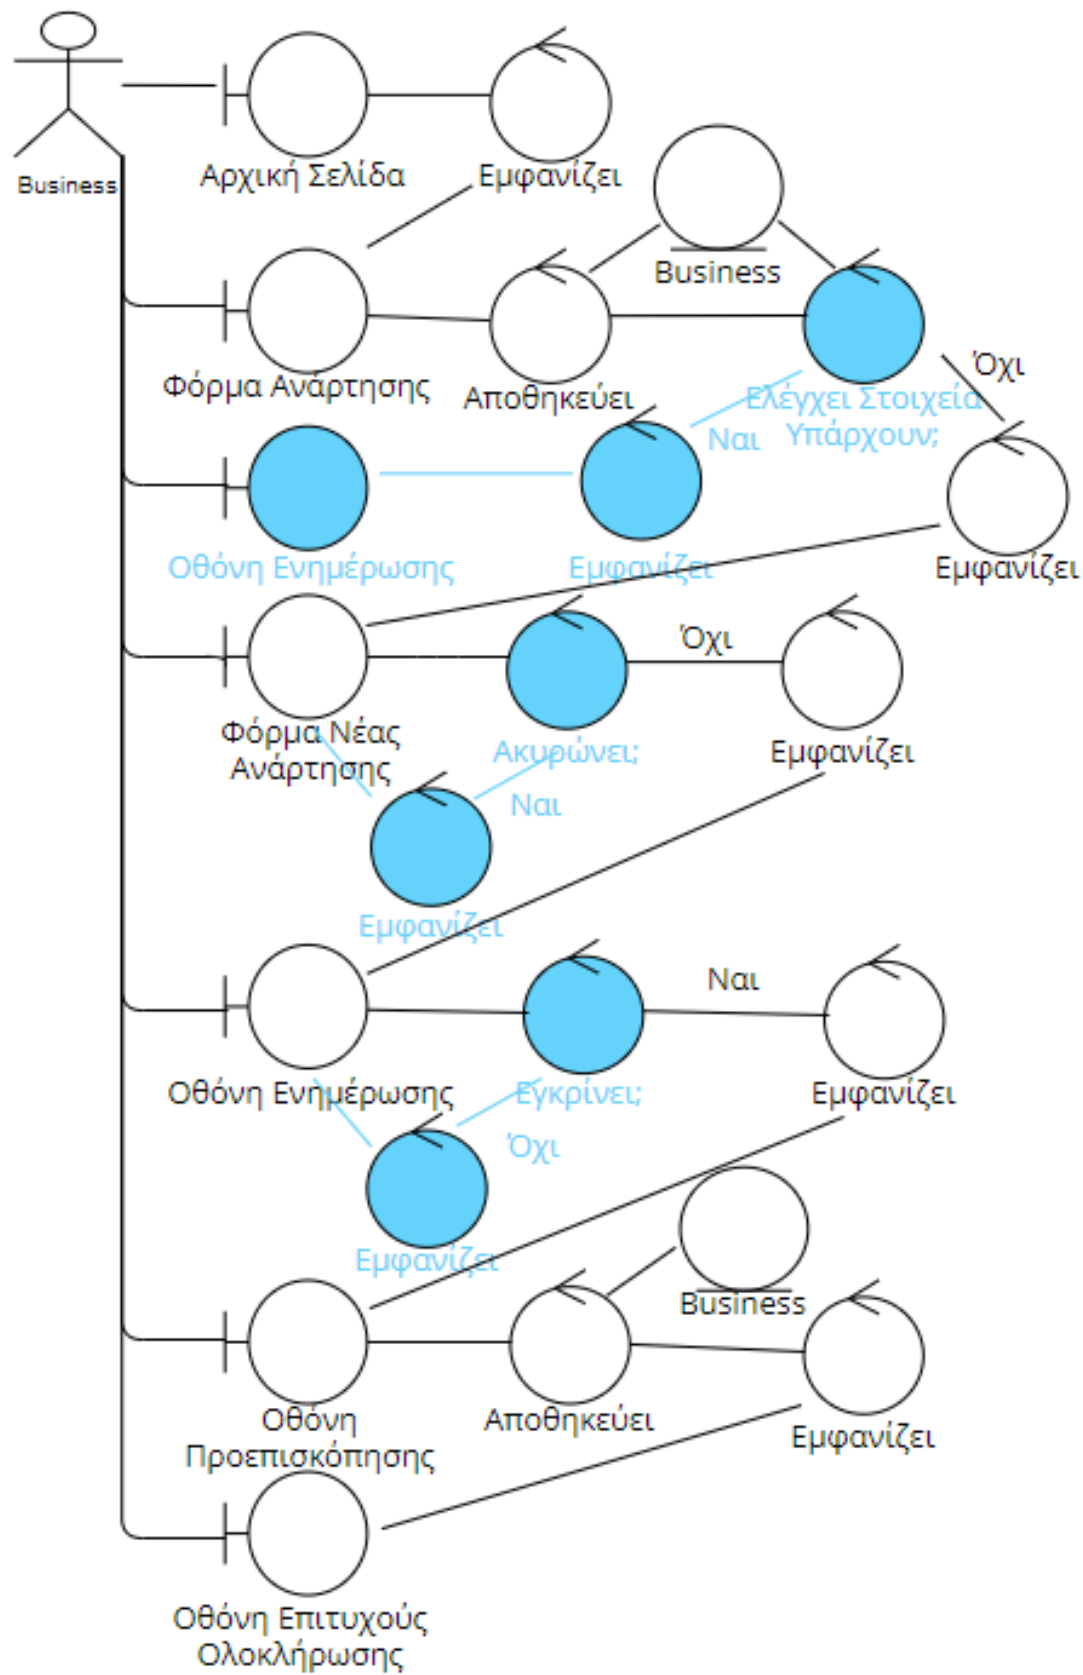 Business
Αρχική Σελίδα
Εμφανίζει
Business
Φόρμα Ανάρτησης
Αποθηκεύει
Ελέγχει Στοιχεία
Υπάρχουν;
Όχι
Ναι
Οθόνη Ενημέρωσης
Εμφανίζει
Εμφανίζει
Φόρμα Νέας
Ανάρτησης
Ακυρώνει;
Όχι
Εμφανίζει
Ναι
Εμφανίζει
Οθόνη Ενημέρωσης
Εγκρίνει;
Ναι
Εμφανίζει
Όχι
Εμφανίζει
Business
Οθόνη
Προεπισκόπησης
Αποθηκεύει
Εμφανίζει
Οθόνη Επιτυχούς
Ολοκλήρωσης